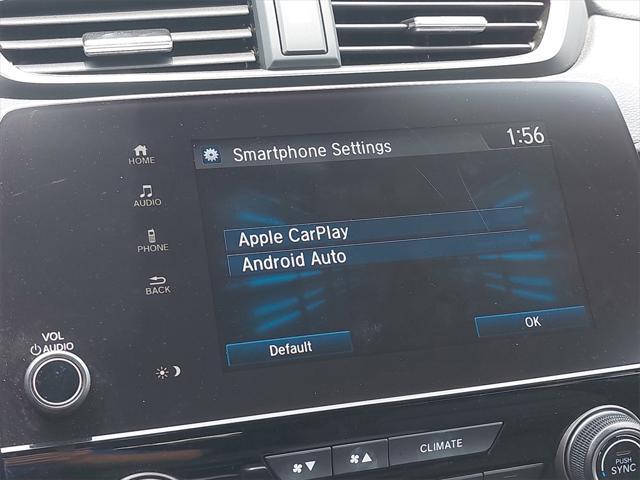 Smartphone Settings
1:56
HOME
AUDIO
PHONE
BACK
Apple CarPlay
Android Auto
Default
OK
VOL
AUDIO
CLIMATE
PUSH
SYNC